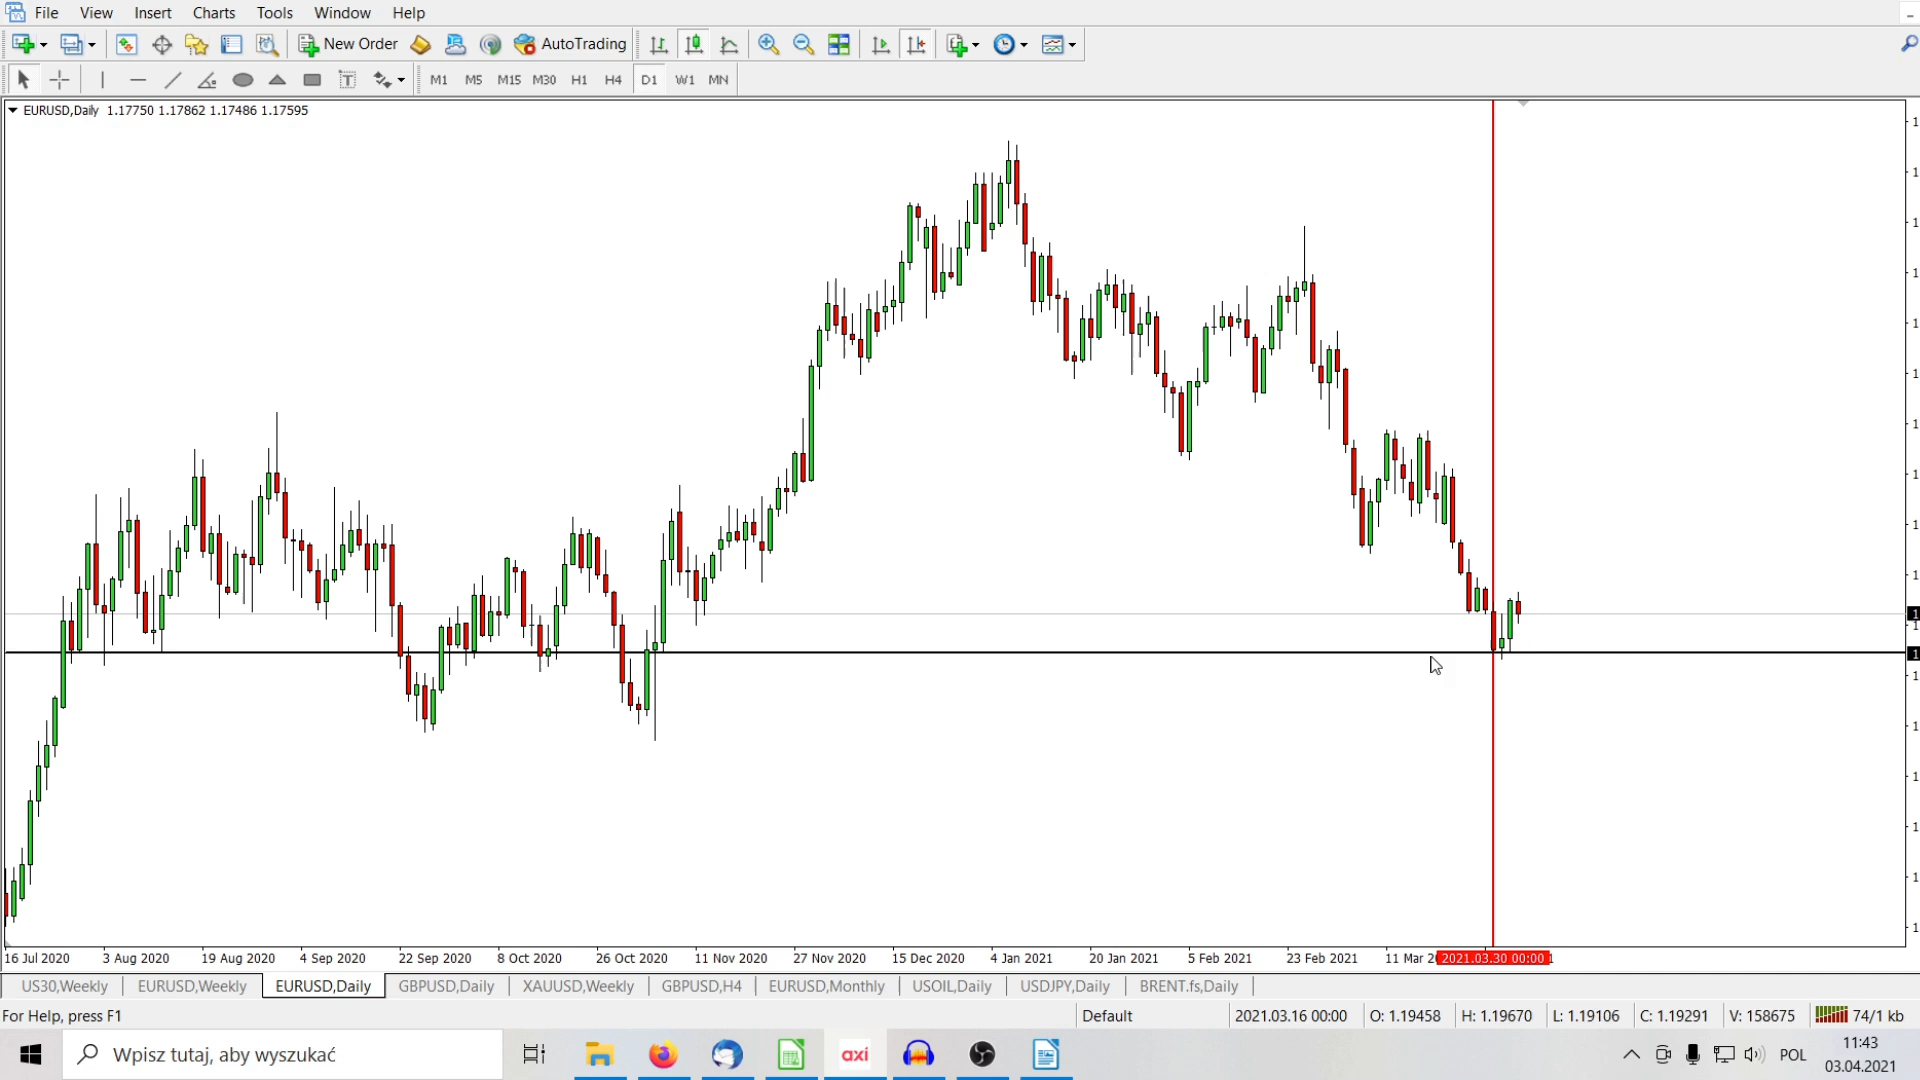 File View Insert Charts Tools Window Help
New Order AutoTrading
M1 M5 M15 M30 H1 H4 D1 W1 MN
EURUSD,Daily 1.17750 1.17862 1.17486 1.17595
16 Jul 2020 3 Aug 2020 19 Aug 2020 4 Sep 2020 22 Sep 2020 8 Oct 2020 26 Oct 2020 11 Nov 2020 27 Nov 2020 15 Dec 2020 4 Jan 2021 20 Jan 2021 5 Feb 2021 23 Feb 2021 11 Mar 2021.03.30 00:00
US30,Weekly EURUSD,Weekly EURUSD,Daily GBPUSD,Daily XAUUSD,Weekly GBPUSD,H4 EURUSD,Monthly USOIL,Daily USDJPY,Daily BRENT.fs,Daily
For Help, press F1 Default 2021.03.16 00:00 O: 1.19458 H: 1.19670 L: 1.19106 C: 1.19291 V: 158675 74/1 kb
Wpisz tutaj, aby wyszukać axi POL 11:43
03.04.2021